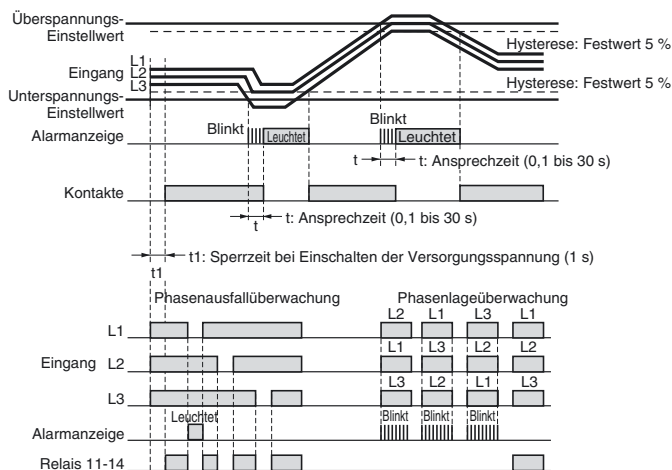 Überspannungs-
Einstellwert
Hysterese: Festwert 5 %
L1
Eingang L2
L3
Hysterese: Festwert 5 %
Unterspannungs-
Einstellwert
Blinkt
Blinkt
Alarmanzeige
Leuchtet
Leuchtet
t
t: Ansprechzeit (0,1 bis 30 s)
Kontakte
t: Ansprechzeit (0,1 bis 30 s)
t
t1: Sperrzeit bei Einschalten der Versorgungsspannung (1 s)
t1
Phasenausfallüberwachung
Phasenlageüberwachung
L2 L1 L3 L1
L1
L1 L3 L2 L2
Eingang L2
L3 L2 L1 L3
L3
Leuchtet
Blinkt Blinkt Blinkt
Alarmanzeige
Relais 11-14